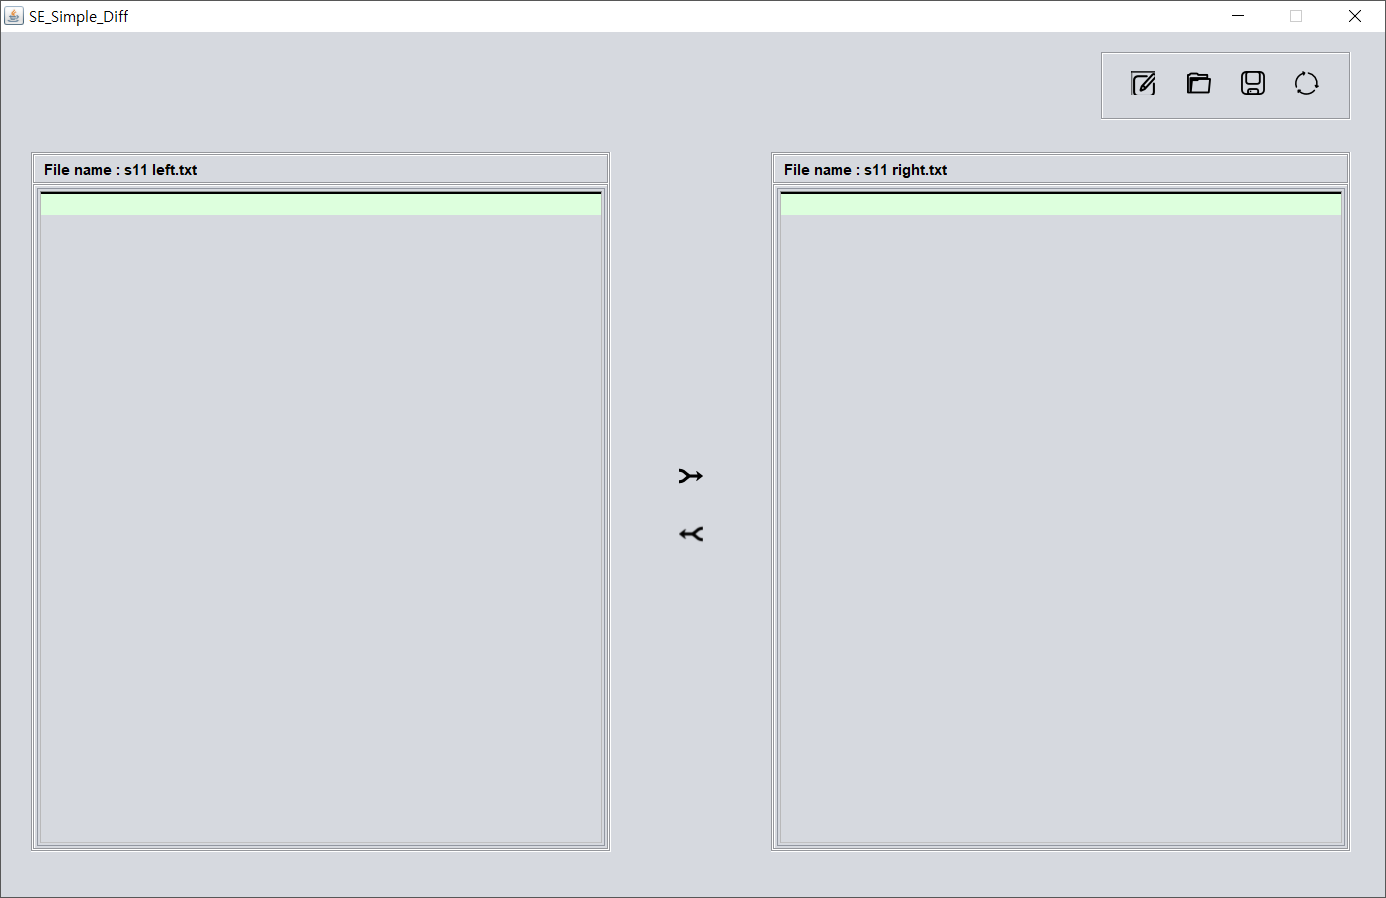 SE_Simple_Diff
File name : s11 left.txt
File name : s11 right.txt